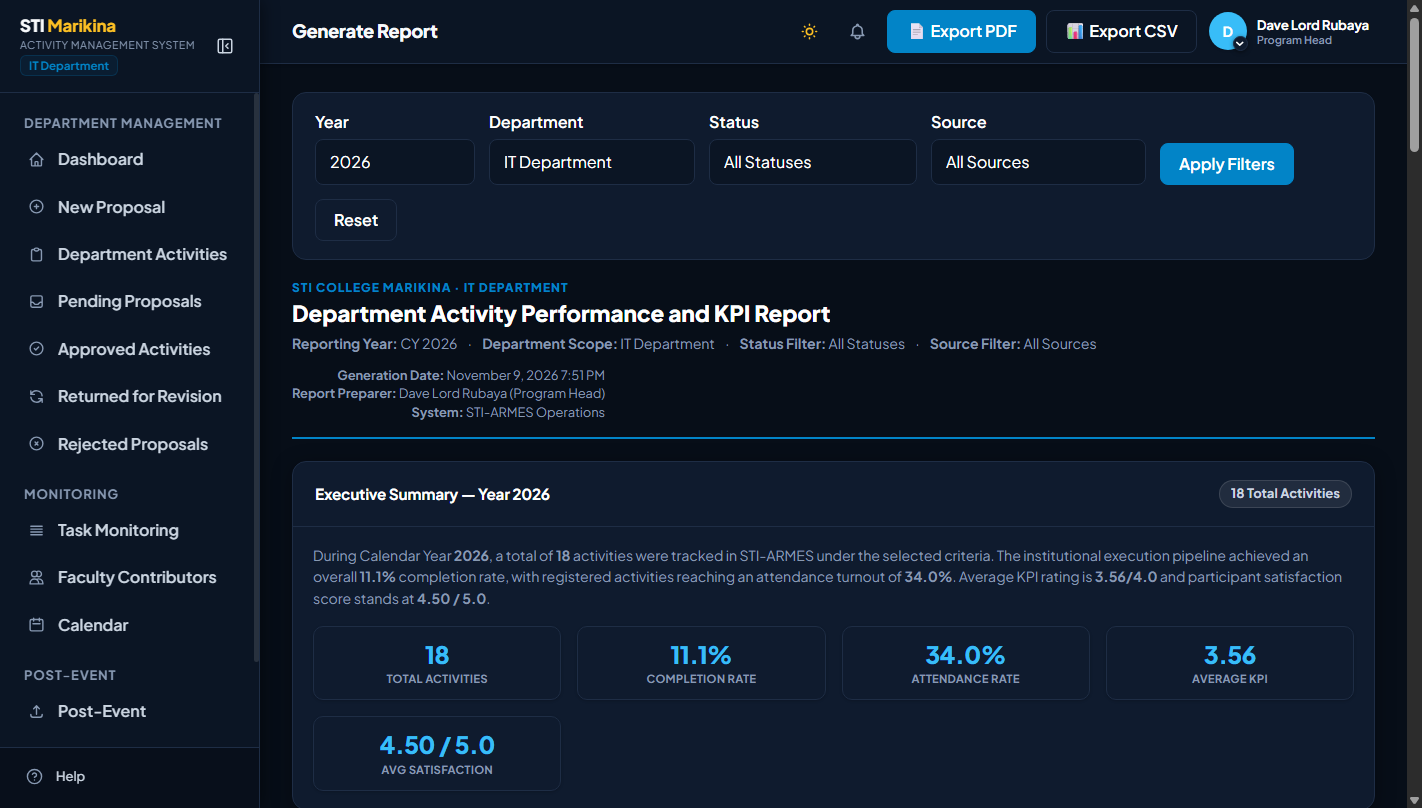 STI Marikina
ACTIVITY MANAGEMENT SYSTEM
IT Department
DEPARTMENT MANAGEMENT
Dashboard
New Proposal
Department Activities
Pending Proposals
Approved Activities
Returned for Revision
Rejected Proposals
MONITORING
Task Monitoring
Faculty Contributors
Calendar
POST-EVENT
Post-Event
Help
Generate Report
Export PDF
Export CSV
D
Dave Lord Rubaya
Program Head
Year
Department
Status
Source
2026
IT Department
All Statuses
All Sources
Apply Filters
Reset
STI COLLEGE MARIKINA · IT DEPARTMENT
Department Activity Performance and KPI Report
Reporting Year: CY 2026 · Department Scope: IT Department · Status Filter: All Statuses · Source Filter: All Sources
Generation Date: November 9, 2026 7:51 PM
Report Preparer: Dave Lord Rubaya (Program Head)
System: STI-ARMES Operations
Executive Summary — Year 2026
18 Total Activities
During Calendar Year 2026, a total of 18 activities were tracked in STI-ARMES under the selected criteria. The institutional execution pipeline achieved an
overall 11.1% completion rate, with registered activities reaching an attendance turnout of 34.0%. Average KPI rating is 3.56/4.0 and participant satisfaction
score stands at 4.50 / 5.0.
18
TOTAL ACTIVITIES
11.1%
COMPLETION RATE
34.0%
ATTENDANCE RATE
3.56
AVERAGE KPI
4.50 / 5.0
AVG SATISFACTION